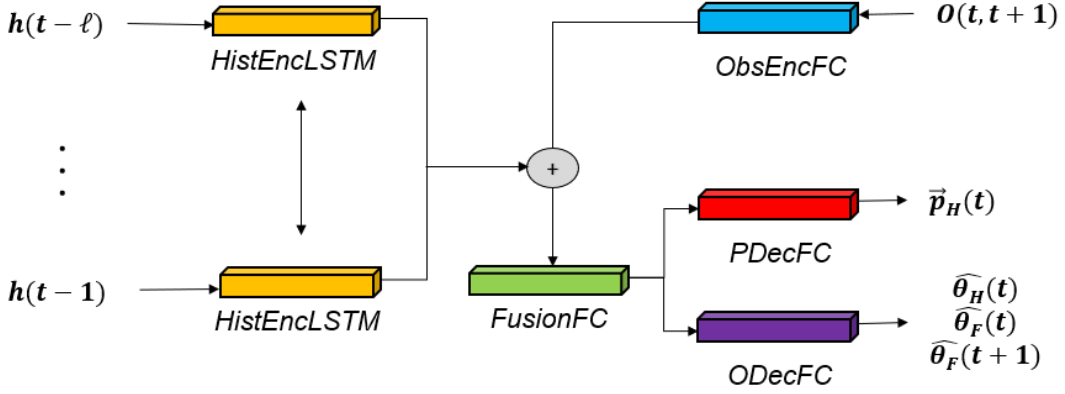 h(t − ℓ)
HistEncLSTM
O(t, t + 1)
ObsEncFC
+
h(t − 1)
HistEncLSTM
FusionFC
p⃗_H(t)
PDecFC
θ̂_H(t)
θ̂_F(t)
θ̂_F(t + 1)
ODecFC